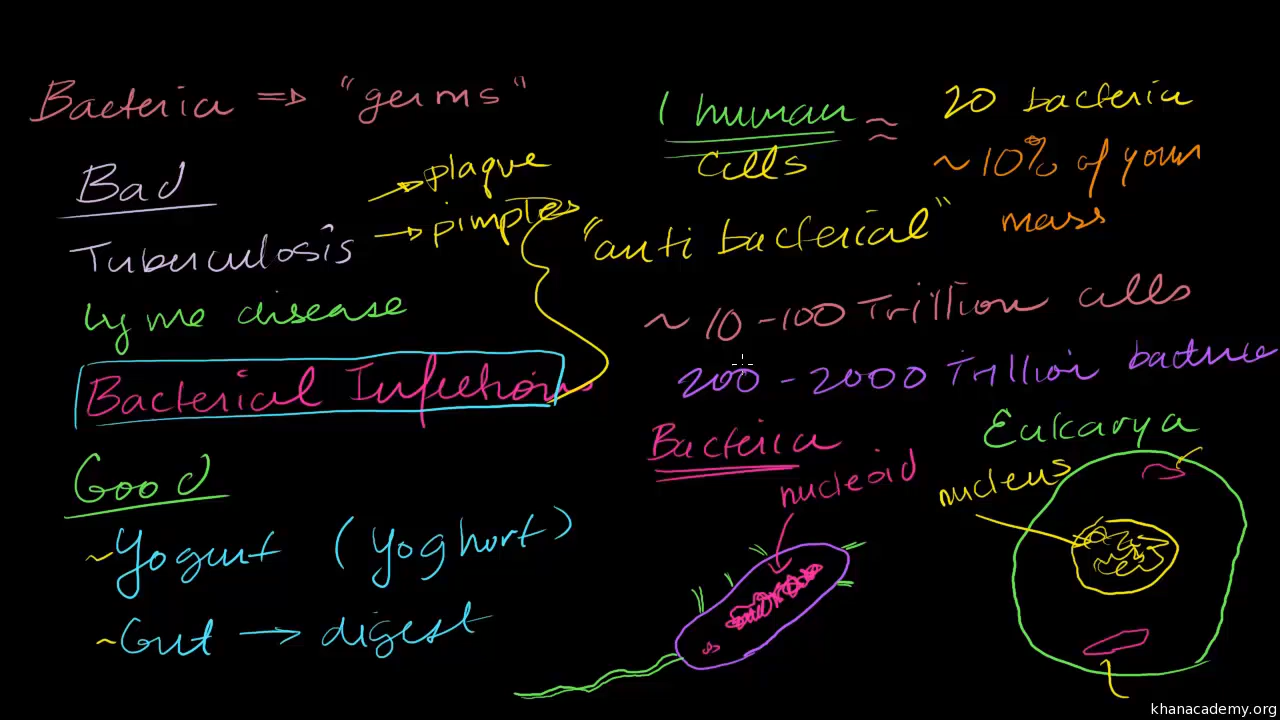 Bacteria => "germs"
Bad
→ plaque
→ pimples
Tuberculosis
Lyme disease
Bacterial Infections
Good
~Yogurt (Yoghurt)
~Gut → digest
1 human cells ≈ 20 bacteria
~10% of your mass
"anti bacterial"
~ 10-100 Trillion cells
200 - 2000 Trillion bacteria
Bacteria
nucleoid
Eukarya
nucleus
khanacademy.org